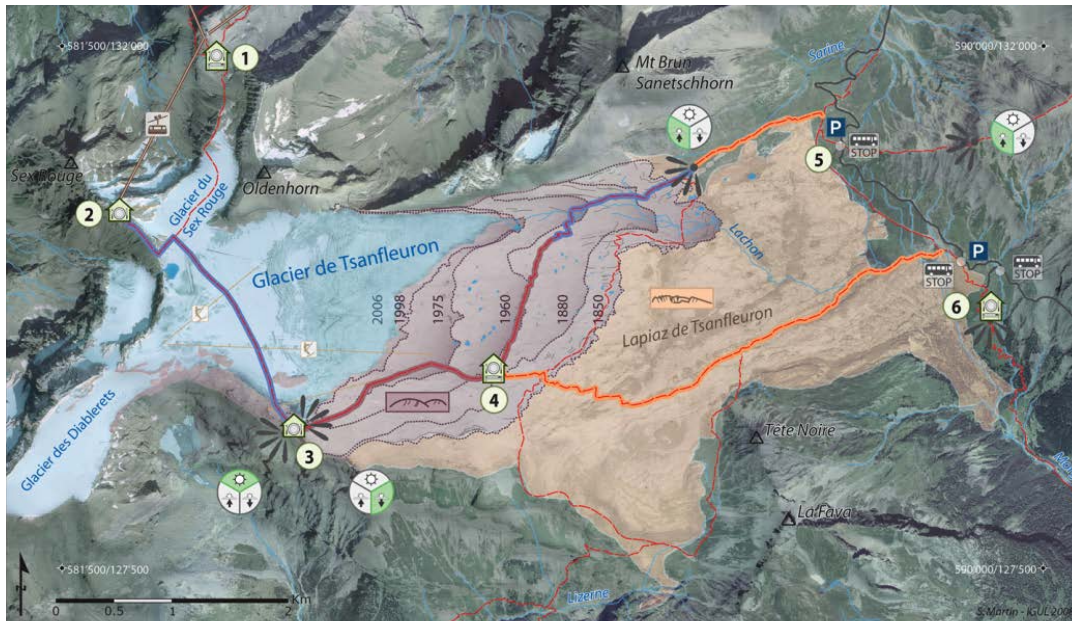 581'500/132'000
590'000/132'000
1
Mt Brun
Sanetschhorn
Sarine
P
STOP
5
Sex Rouge
Oldenhorn
2
Glacier du
Sex Rouge
Glacier de Tsanfleuron
Lachon
P
STOP
STOP
6
2006
1998
1975
1960
1880
1850
Lapiaz de Tsanfleuron
4
Glacier des Diablerets
3
Tête Noire
La Fava
581'500/127'500
590'000/127'500
0
0.5
1
2
Km
Lizerne